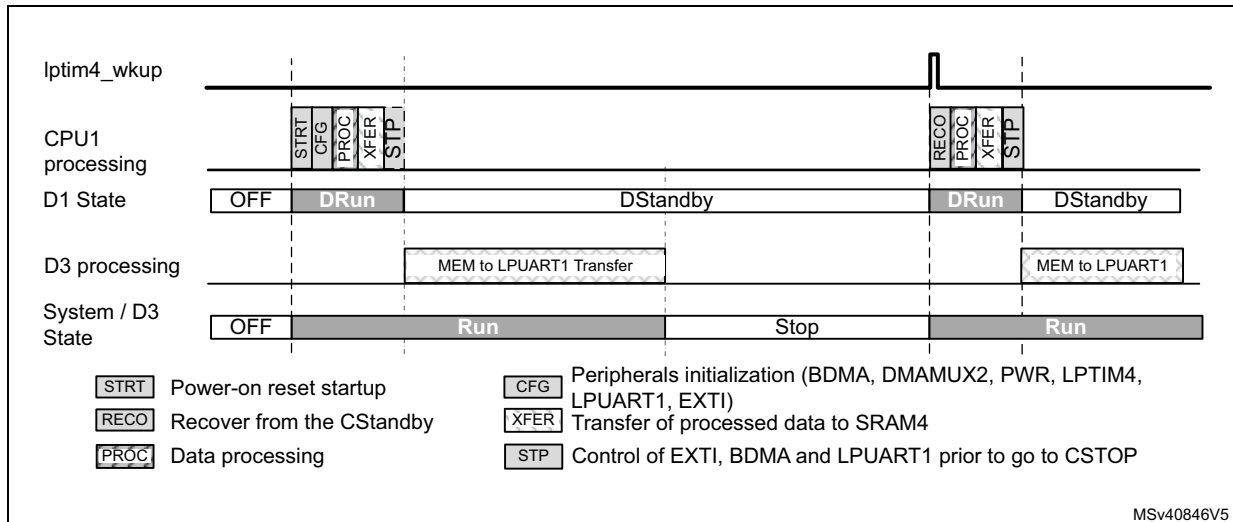 lptim4_wkup
STRT CFG PROC XFER STP RECO PROC XFER STP
CPU1
processing
D1 State OFF DRun DStandby DRun DStandby
D3 processing MEM to LPUART1 Transfer MEM to LPUART1
System / D3
State OFF Run Stop Run
STRT Power-on reset startup
CFG Peripherals initialization (BDMA, DMAMUX2, PWR, LPTIM4,
LPUART1, EXTI)
RECO Recover from the CStandby
XFER Transfer of processed data to SRAM4
PROC Data processing
STP Control of EXTI, BDMA and LPUART1 prior to go to CSTOP
MSv40846V5